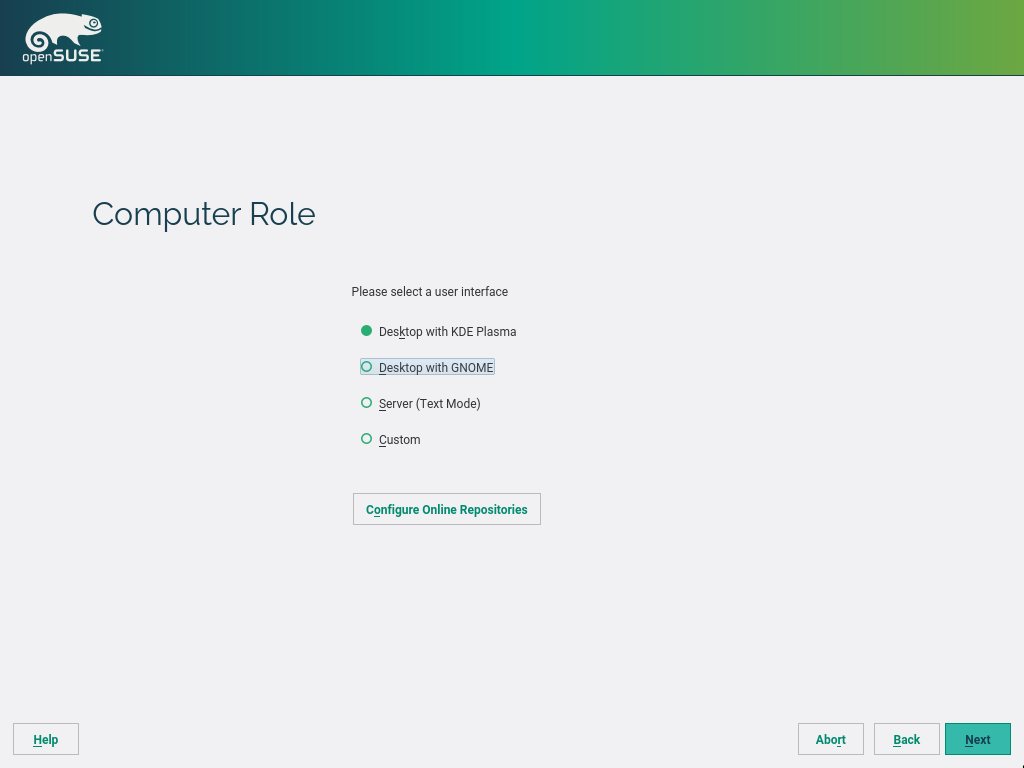 openSUSE
Computer Role
Please select a user interface
Desktop with KDE Plasma
Desktop with GNOME
Server (Text Mode)
Custom
Configure Online Repositories
Help
Abort
Back
Next